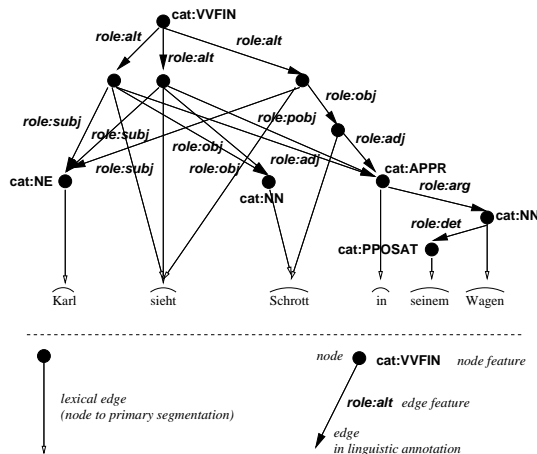 cat:VVFIN
role:alt role:alt role:alt
role:obj
role:subj role:pobj role:adj
role:subj role:obj
role:subj role:obj role:adj cat:APPR
cat:NE cat:NN role:arg
role:det cat:NN
cat:PPOSAT
Karl sieht Schrott in seinem Wagen
node cat:VVFIN node feature
lexical edge role:alt edge feature
(node to primary segmentation)
edge
in linguistic annotation